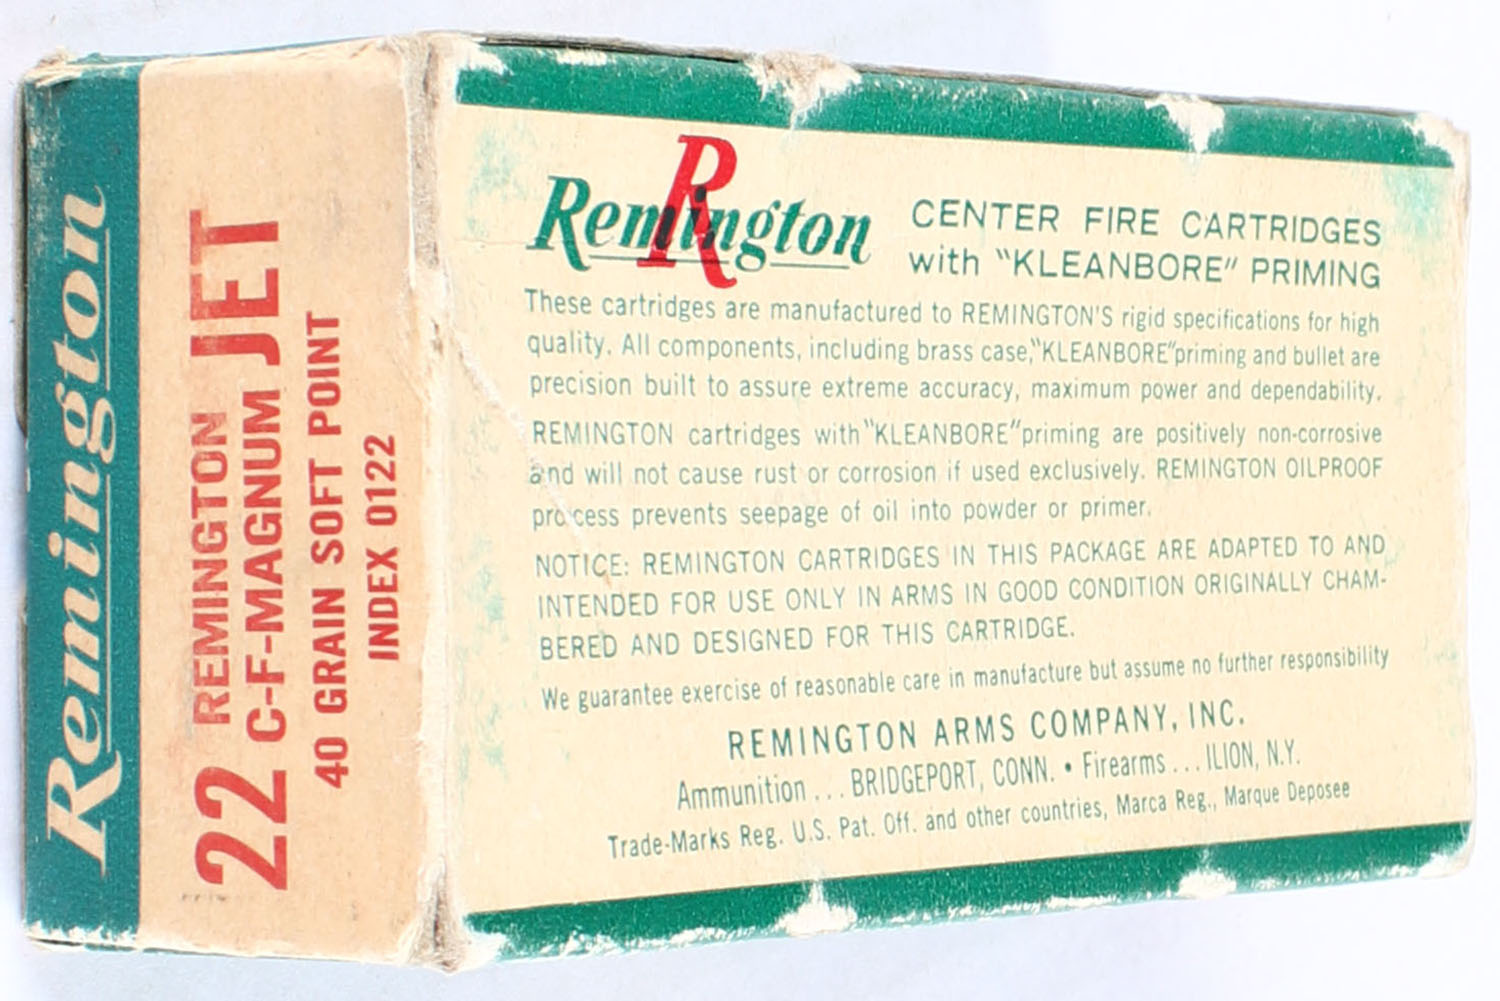 Remington
22 REMINGTON
C-F-MAGNUM JET
40 GRAIN SOFT POINT
INDEX 0122
R
Remington
CENTER FIRE CARTRIDGES
with "KLEANBORE" PRIMING
These cartridges are manufactured to REMINGTON'S rigid specifications for high
quality. All components, including brass case, "KLEANBORE" priming and bullet are
precision built to assure extreme accuracy, maximum power and dependability.
REMINGTON cartridges with "KLEANBORE" priming are positively non-corrosive
and will not cause rust or corrosion if used exclusively. REMINGTON OILPROOF
process prevents seepage of oil into powder or primer.
NOTICE: REMINGTON CARTRIDGES IN THIS PACKAGE ARE ADAPTED TO AND
INTENDED FOR USE ONLY IN ARMS IN GOOD CONDITION ORIGINALLY CHAM-
BERED AND DESIGNED FOR THIS CARTRIDGE.
We guarantee exercise of reasonable care in manufacture but assume no further responsibility
REMINGTON ARMS COMPANY, INC.
Ammunition ... BRIDGEPORT, CONN. • Firearms ... ILION, N.Y.
Trade-Marks Reg. U.S. Pat. Off. and other countries, Marca Reg., Marque Deposee